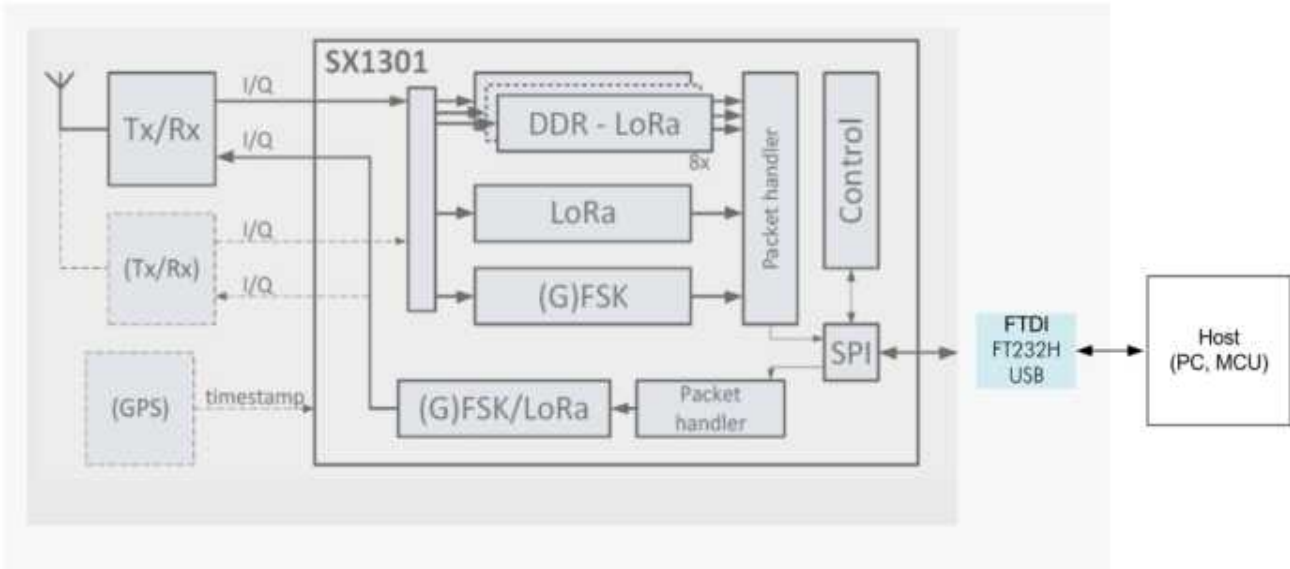 SX1301
I/Q
Tx/Rx
I/Q
DDR - LoRa
8x
LoRa
I/Q
(Tx/Rx)
I/Q
(G)FSK
Packet handler
Control
SPI
FTDI
FT232H
USB
Host
(PC, MCU)
(GPS)
timestamp
(G)FSK/LoRa
Packet
handler